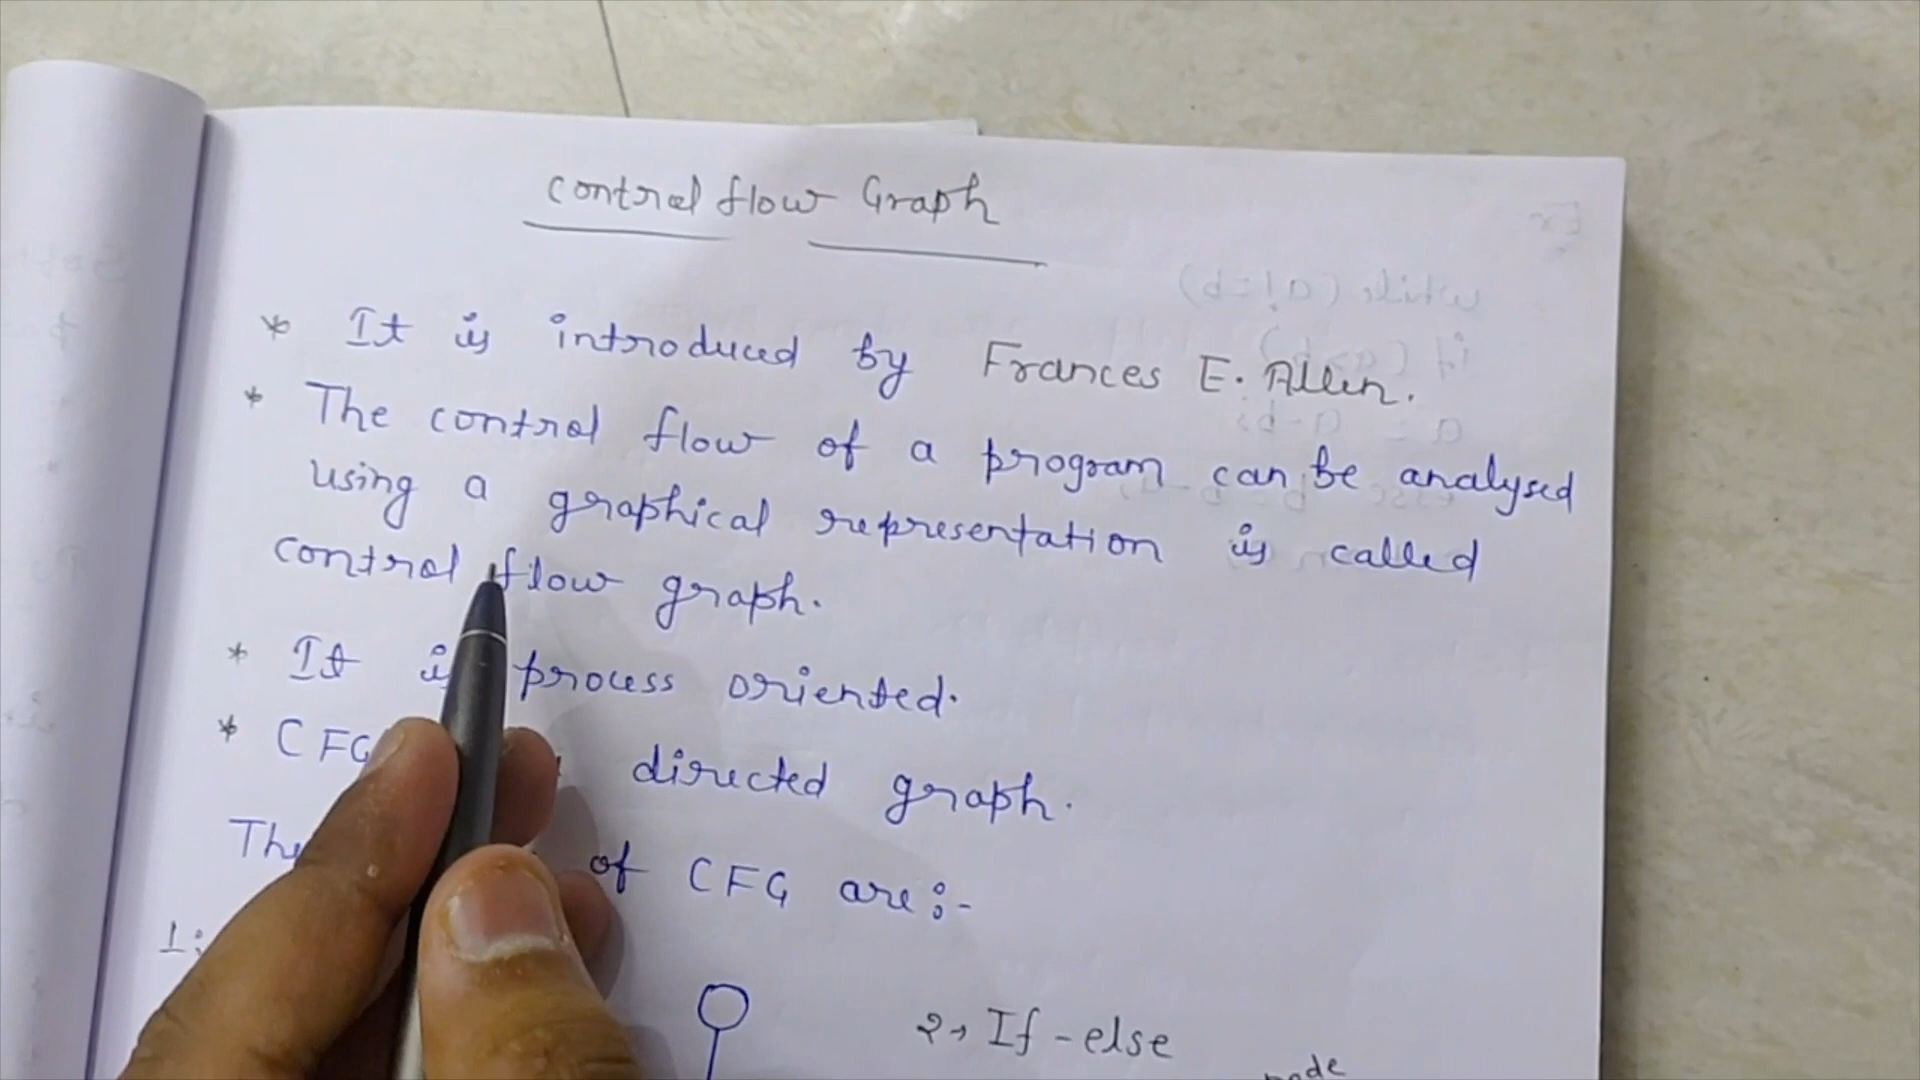 Control flow Graph
* It is introduced by Frances E. Allen.
* The control flow of a program can be analysed
using a graphical representation is called
control flow graph.
* It is process oriented.
* CFG directed graph.
The of CFG are :-
1,
2, If - else
node